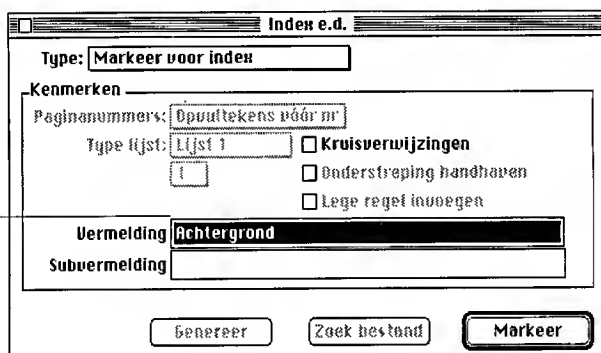 Index e.d.
Type: Markeer voor index
Kenmerken
Paginanummers: Opvultekens vóór nr
Type lijst: Lijst 1
Kruisverwijzingen
1
Onderstreping handhaven
Lege regel invoegen
Vermelding Achtergrond
Subvermelding
Genereer Zoek bestand Markeer